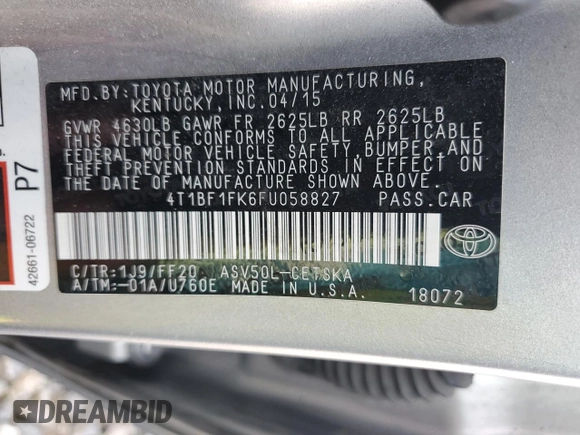 MFD. BY: TOYOTA MOTOR MANUFACTURING,
KENTUCKY, INC. 04/15
GVWR 4630LB GAWR FR 2625LB RR 2625LB
THIS VEHICLE CONFORMS TO ALL APPLICABLE
FEDERAL MOTOR VEHICLE SAFETY, BUMPER AND
THEFT PREVENTION STANDARDS IN EFFECT ON
THE DATE OF MANUFACTURE SHOWN ABOVE.
4T1BF1FK6FU058827 PASS.CAR
C/TR:1J9/FF20 ASV50L-CETSKA
A/TM:-01A/U760E MADE IN U.S.A. 18072
P7
42661-06722
DREAMBID